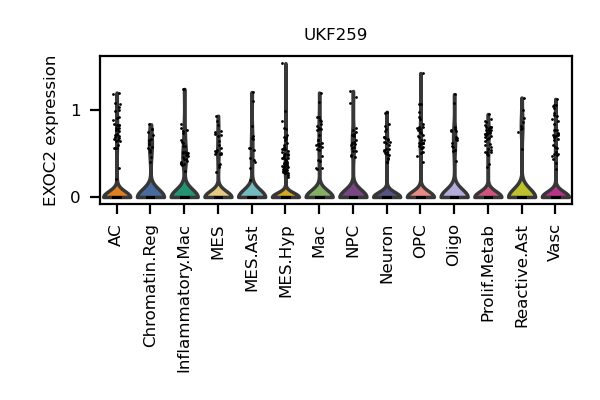 UKF259
EXOC2 expression
1
0
AC
Chromatin.Reg
Inflammatory.Mac
MES
MES.Ast
MES.Hyp
Mac
NPC
Neuron
OPC
Oligo
Prolif.Metab
Reactive.Ast
Vasc